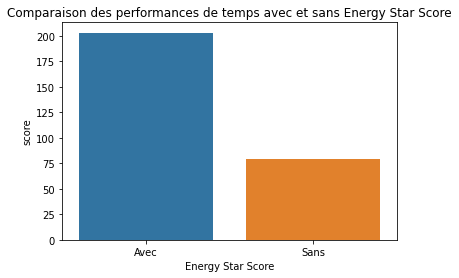 Comparaison des performances de temps avec et sans Energy Star Score
200
175
150
125
100
75
50
25
0
score
Avec
Sans
Energy Star Score